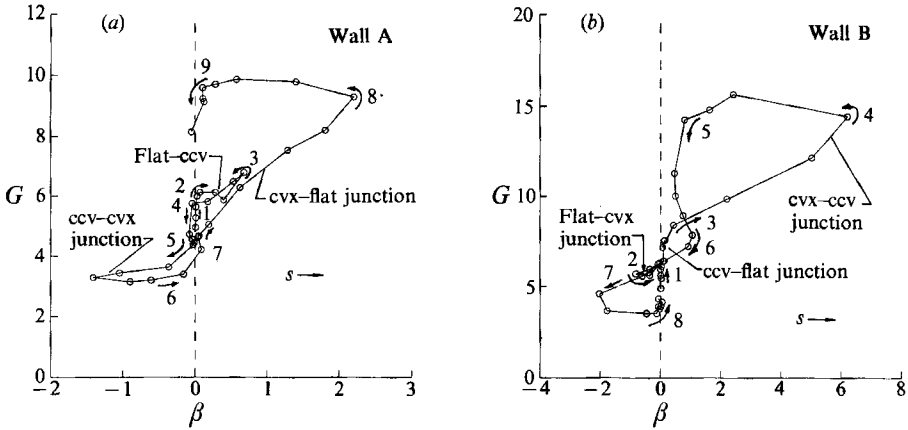 (a)
Wall A
12
10
8
6
4
2
0
G
9
8
Flat–ccv
3
2
4
1
cvx–flat junction
ccv–cvx
junction
5
7
6
s
−2
−1
0
1
2
3
β
(b)
Wall B
20
15
10
5
0
G
4
5
cvx–ccv
junction
Flat–cvx
junction
3
6
2
7
1
ccv–flat junction
8
s
−4
−2
0
2
4
6
8
β